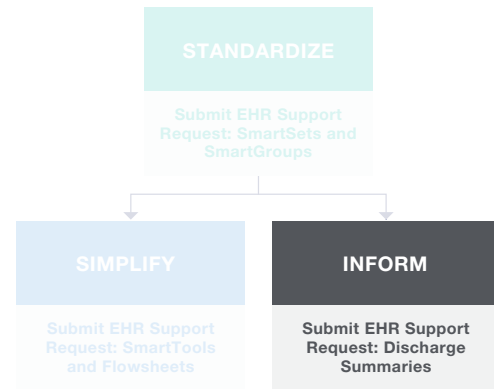 STANDARDIZE
Submit EHR Support
Request: SmartSets and
SmartGroups
SIMPLIFY
Submit EHR Support
Request: SmartTools
and Flowsheets
INFORM
Submit EHR Support
Request: Discharge
Summaries